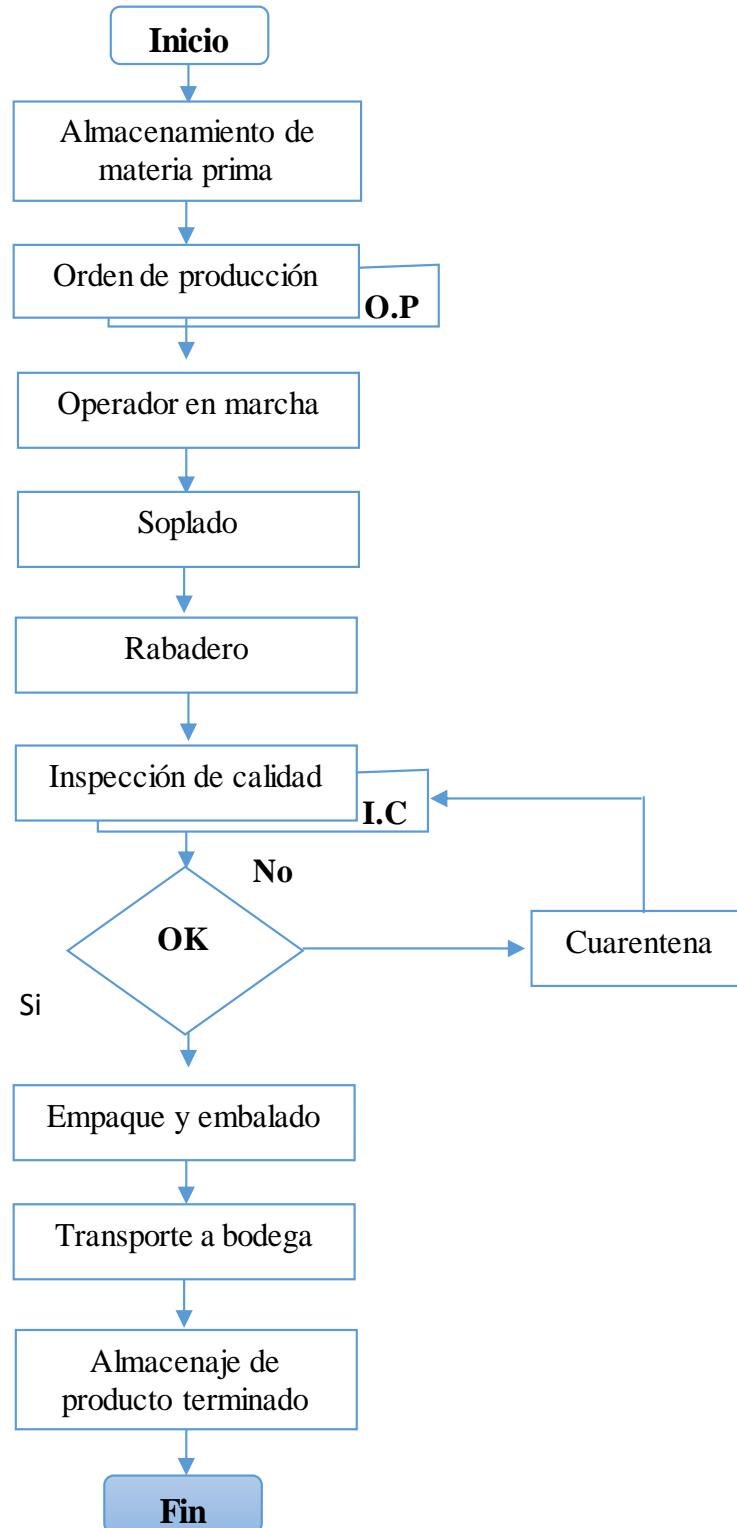 Inicio
Almacenamiento de
materia prima
Orden de producción
O.P
Operador en marcha
Soplado
Rabadero
Inspección de calidad
I.C
No
OK
Cuarentena
Si
Empaque y embalado
Transporte a bodega
Almacenaje de
producto terminado
Fin